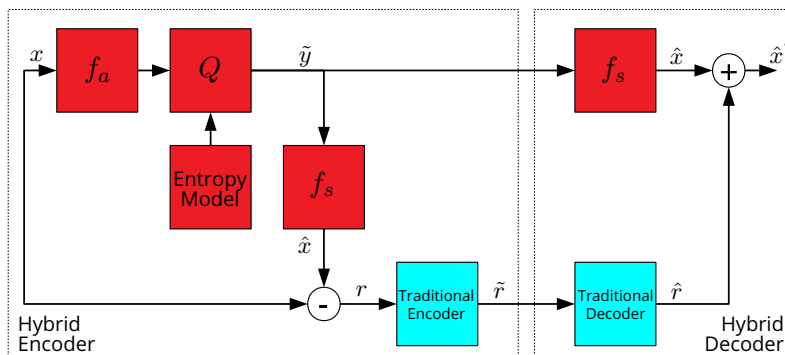 x
f_a
Q
ỹ
f_s
x̂
+
x̂'
Entropy
Model
f_s
x̂
-
r
Traditional
Encoder
r̃
Traditional
Decoder
r̂
Hybrid
Encoder
Hybrid
Decoder